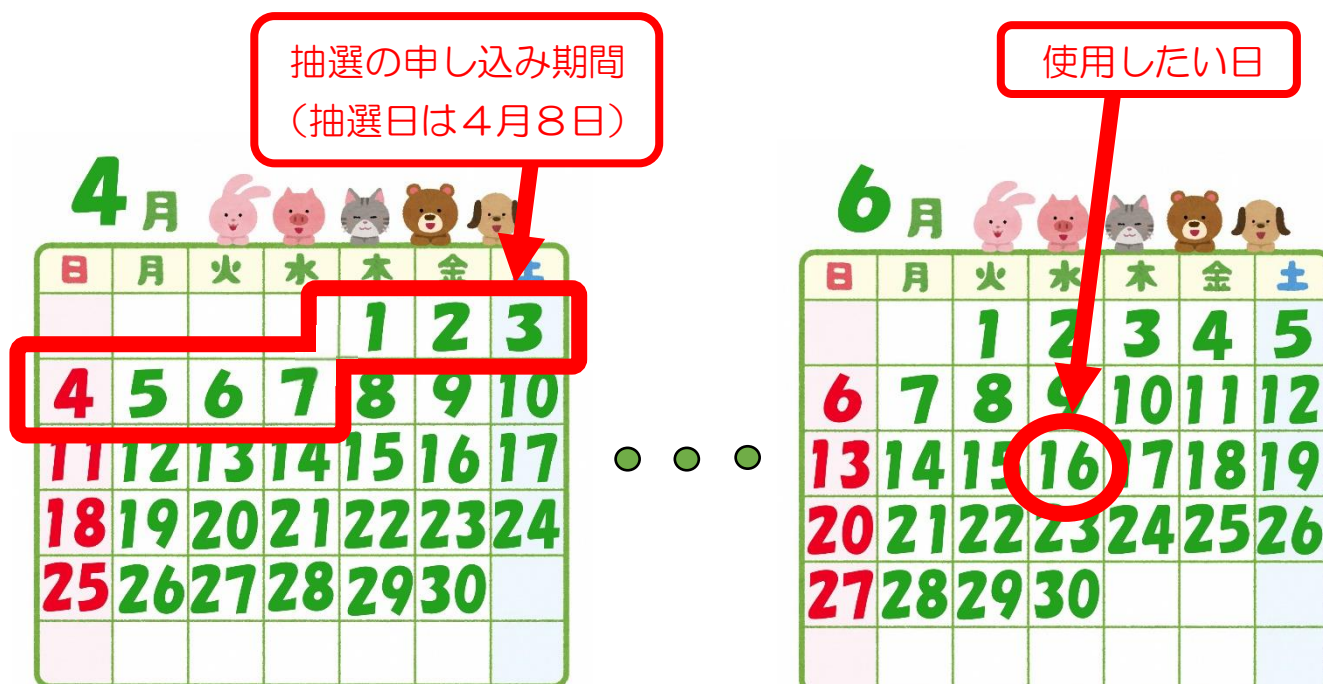 抽選の申し込み期間
(抽選日は4月8日)
使用したい日
4月
日 月 火 水 木 金 土
1 2 3
4 5 6 7 8 9 10
11 12 13 14 15 16 17
18 19 20 21 22 23 24
25 26 27 28 29 30
6月
日 月 火 水 木 金 土
1 2 3 4 5
6 7 8 9 10 11 12
13 14 15 16 17 18 19
20 21 22 23 24 25 26
27 28 29 30